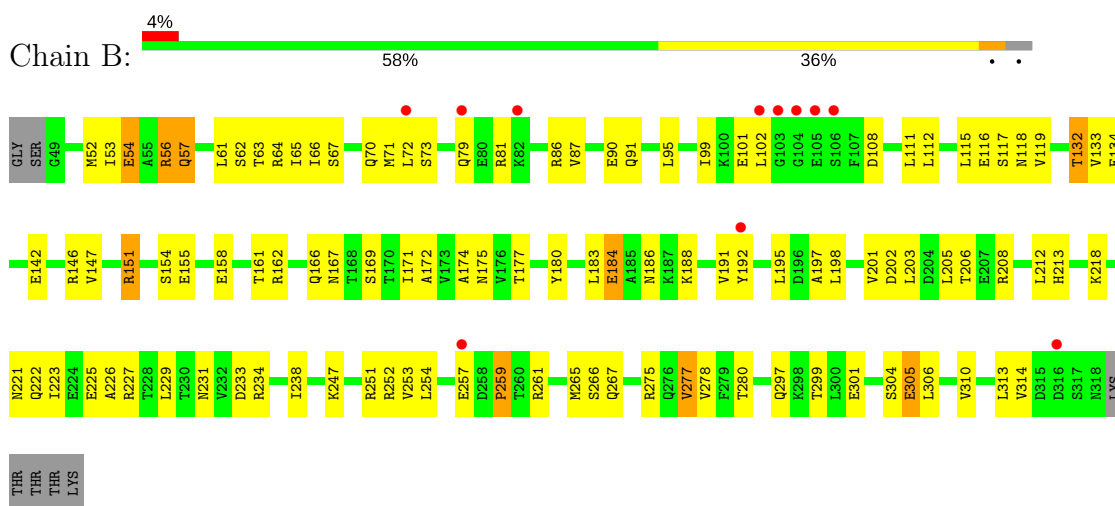 4%
Chain B:
58% 36% • •
GLY SER G49 M52 I53 E54 A55 R56 Q57 L61 S62 T63 R64 I65 I66 S67 Q70 M71 L72 S73 Q79 E80 R81 K82 R86 V87 E90 Q91 L95 I99 K100 E101 L102 G103 G104 E105 S106 F107 D108 L111 L112 L115 E116 S117 N118 V119 T132 V133
E142 R146 V147 R151 S154 E155 E158 T161 R162 Q166 N167 T168 S169 T170 I171 A172 V173 A174 N175 V176 T177 Y180 L183 E184 A185 N186 K187 K188 V191 Y192 L195 D196 A197 L198 V201 D202 L203 D204 L205 T206 E207 R208 L212 H213 K218
N221 Q222 I223 E224 E225 A226 R227 T228 L229 T230 N231 V232 D233 R234 I238 K247 R251 R252 V253 L254 E257 D258 P259 T260 R261 M265 S266 Q267 R275 Q276 V277 V278 F279 T280 Q297 K298 T299 L300 E301 S304 E305 L306 V310 L313 V314 D315 D316 S317 N318 LYS
THR THR THR LYS